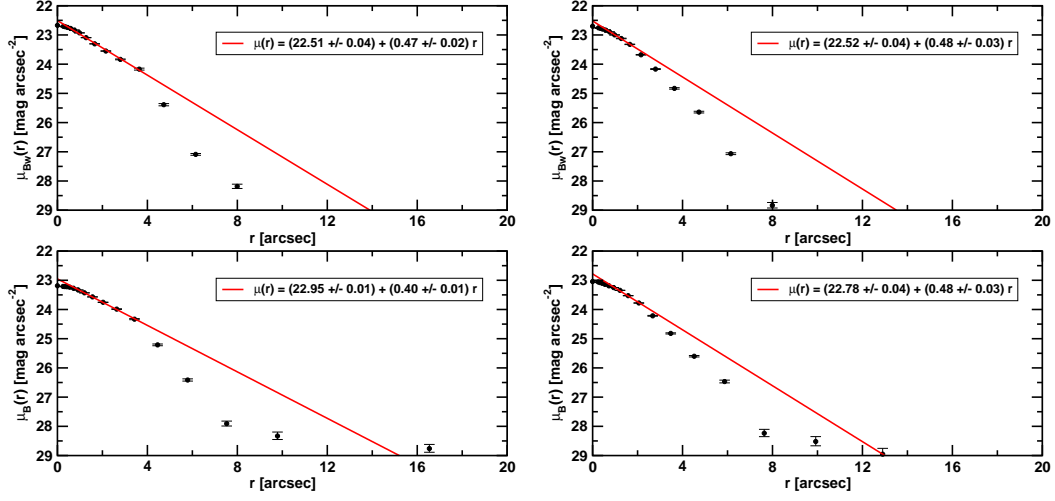 22
23
24
25
26
27
28
29
μBw(r) [mag arcsec-2]
μ(r) = (22.51 +/- 0.04) + (0.47 +/- 0.02) r
0 4 8 12 16 20
r [arcsec]
22
23
24
25
26
27
28
29
μBw(r) [mag arcsec-2]
μ(r) = (22.52 +/- 0.04) + (0.48 +/- 0.03) r
0 4 8 12 16 20
r [arcsec]
22
23
24
25
26
27
28
29
μB(r) [mag arcsec-2]
μ(r) = (22.95 +/- 0.01) + (0.40 +/- 0.01) r
0 4 8 12 16 20
r [arcsec]
22
23
24
25
26
27
28
29
μB(r) [mag arcsec-2]
μ(r) = (22.78 +/- 0.04) + (0.48 +/- 0.03) r
0 4 8 12 16 20
r [arcsec]